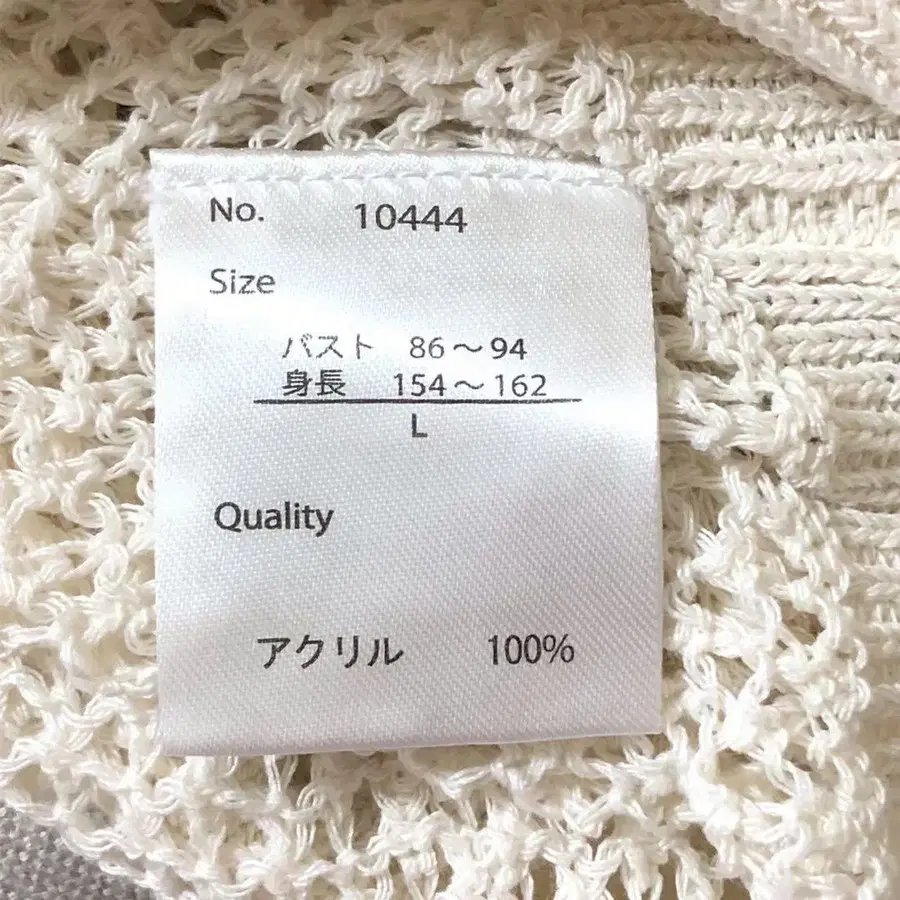 No. 10444
Size
バスト 86～94
身長 154～162
L
Quality
アクリル 100%